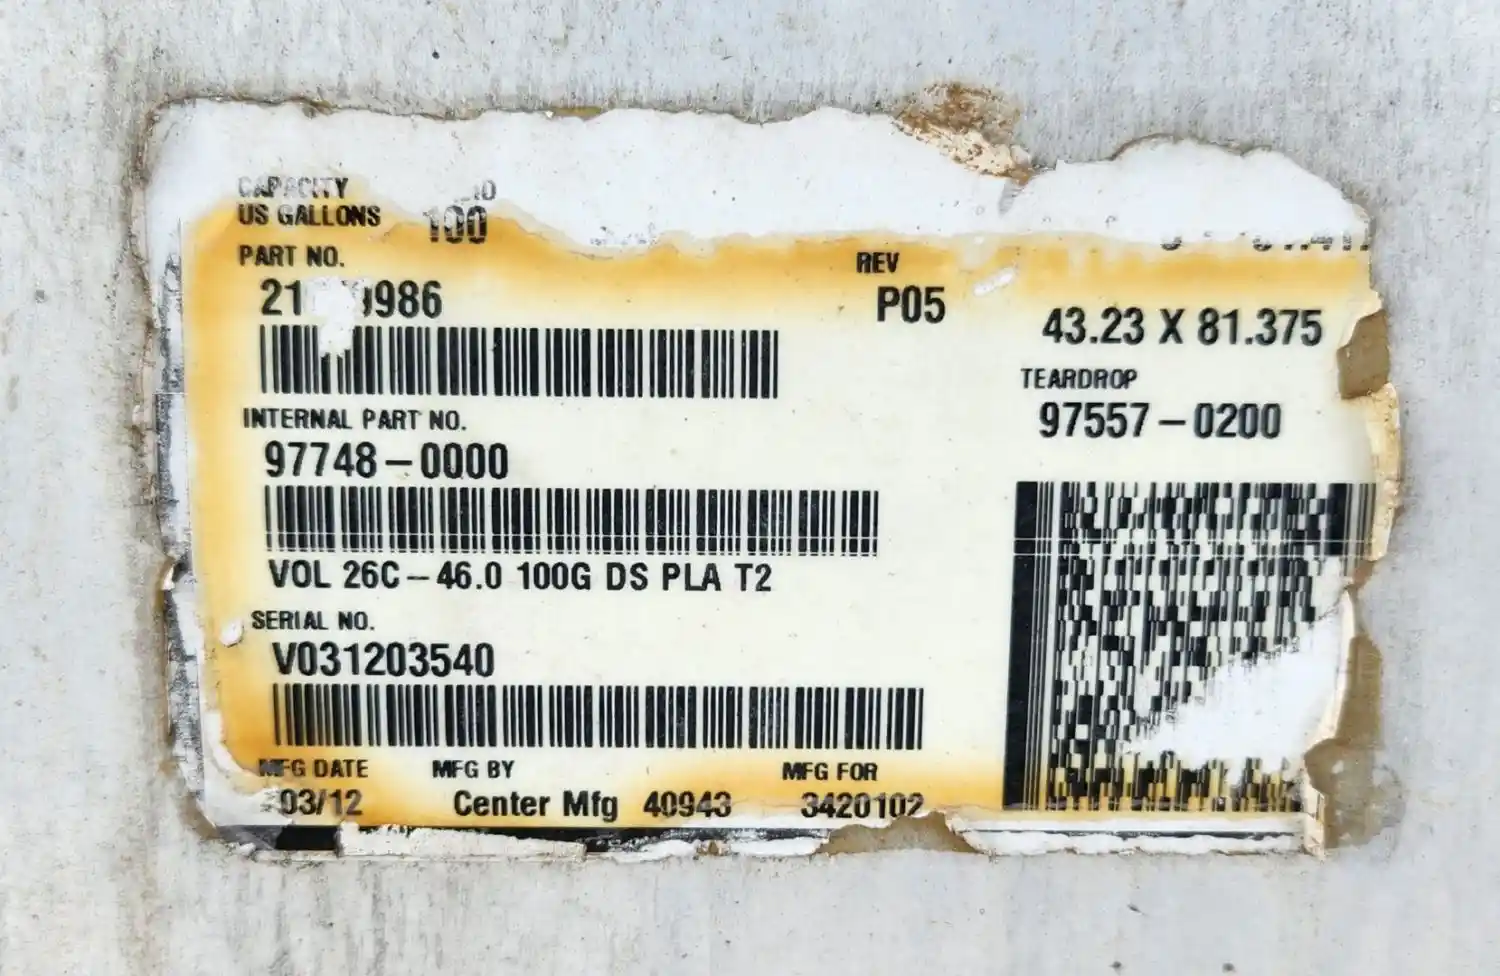 CAPACITY
US GALLONS 100
PART NO. REV
P05
43.23 X 81.375
TEARDROP
97557-0200
INTERNAL PART NO.
97748-0000
VOL 26C-46.0 100G DS PLA T2
SERIAL NO.
V031203540
MFG DATE MFG BY MFG FOR
03/12 Center Mfg 40943 3420102